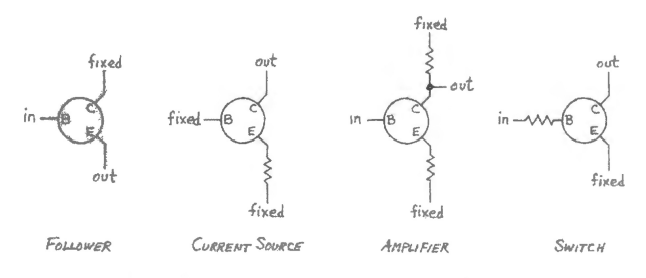 fixed
in
B
C
E
out
FOLLOWER
out
fixed
B
C
E
fixed
CURRENT SOURCE
fixed
out
in
B
C
E
fixed
AMPLIFIER
out
in
B
C
E
fixed
SWITCH